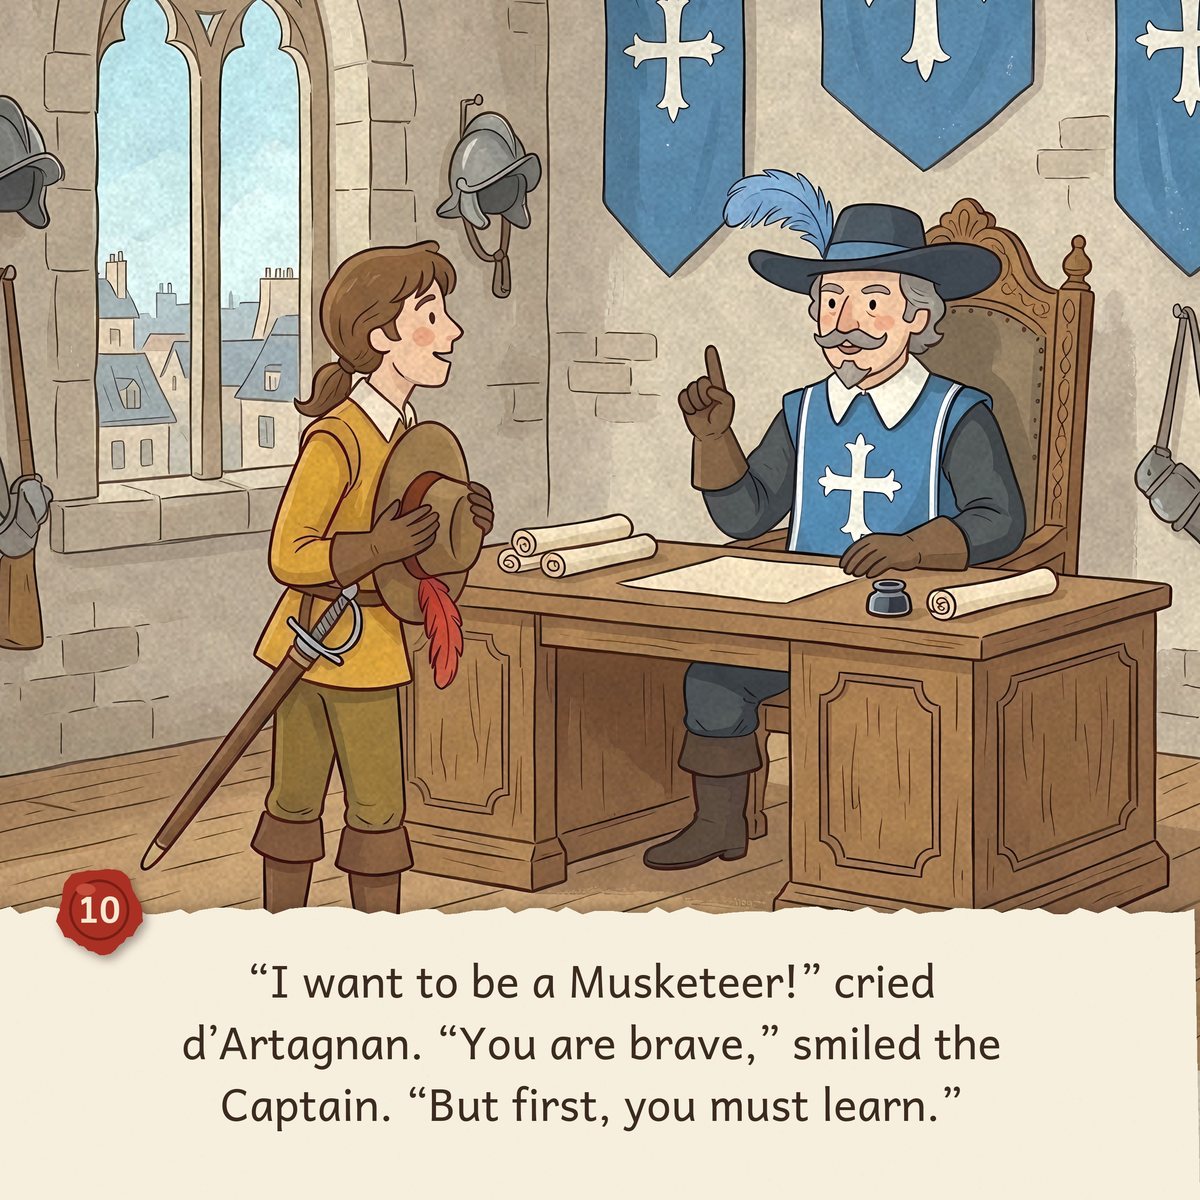 10
“I want to be a Musketeer!” cried
d’Artagnan. “You are brave,” smiled the
Captain. “But first, you must learn.”